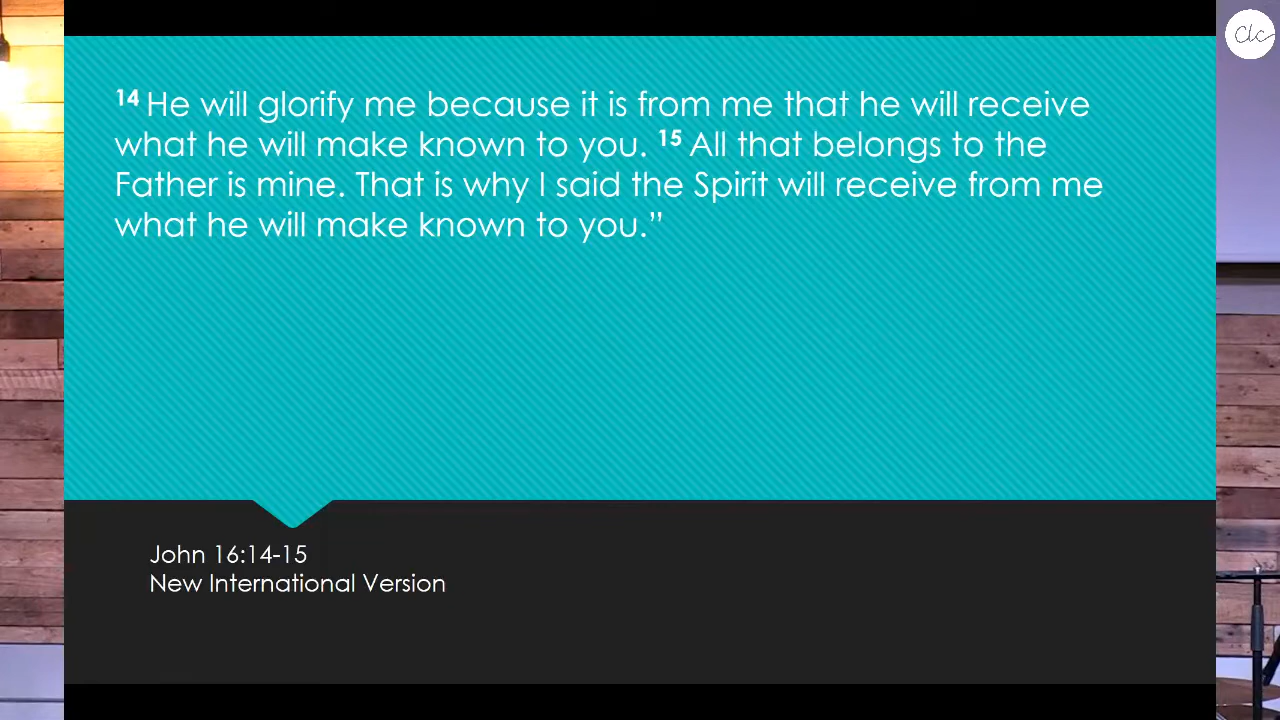 14 He will glorify me because it is from me that he will receive
what he will make known to you. 15 All that belongs to the
Father is mine. That is why I said the Spirit will receive from me
what he will make known to you.”
John 16:14-15
New International Version
clc